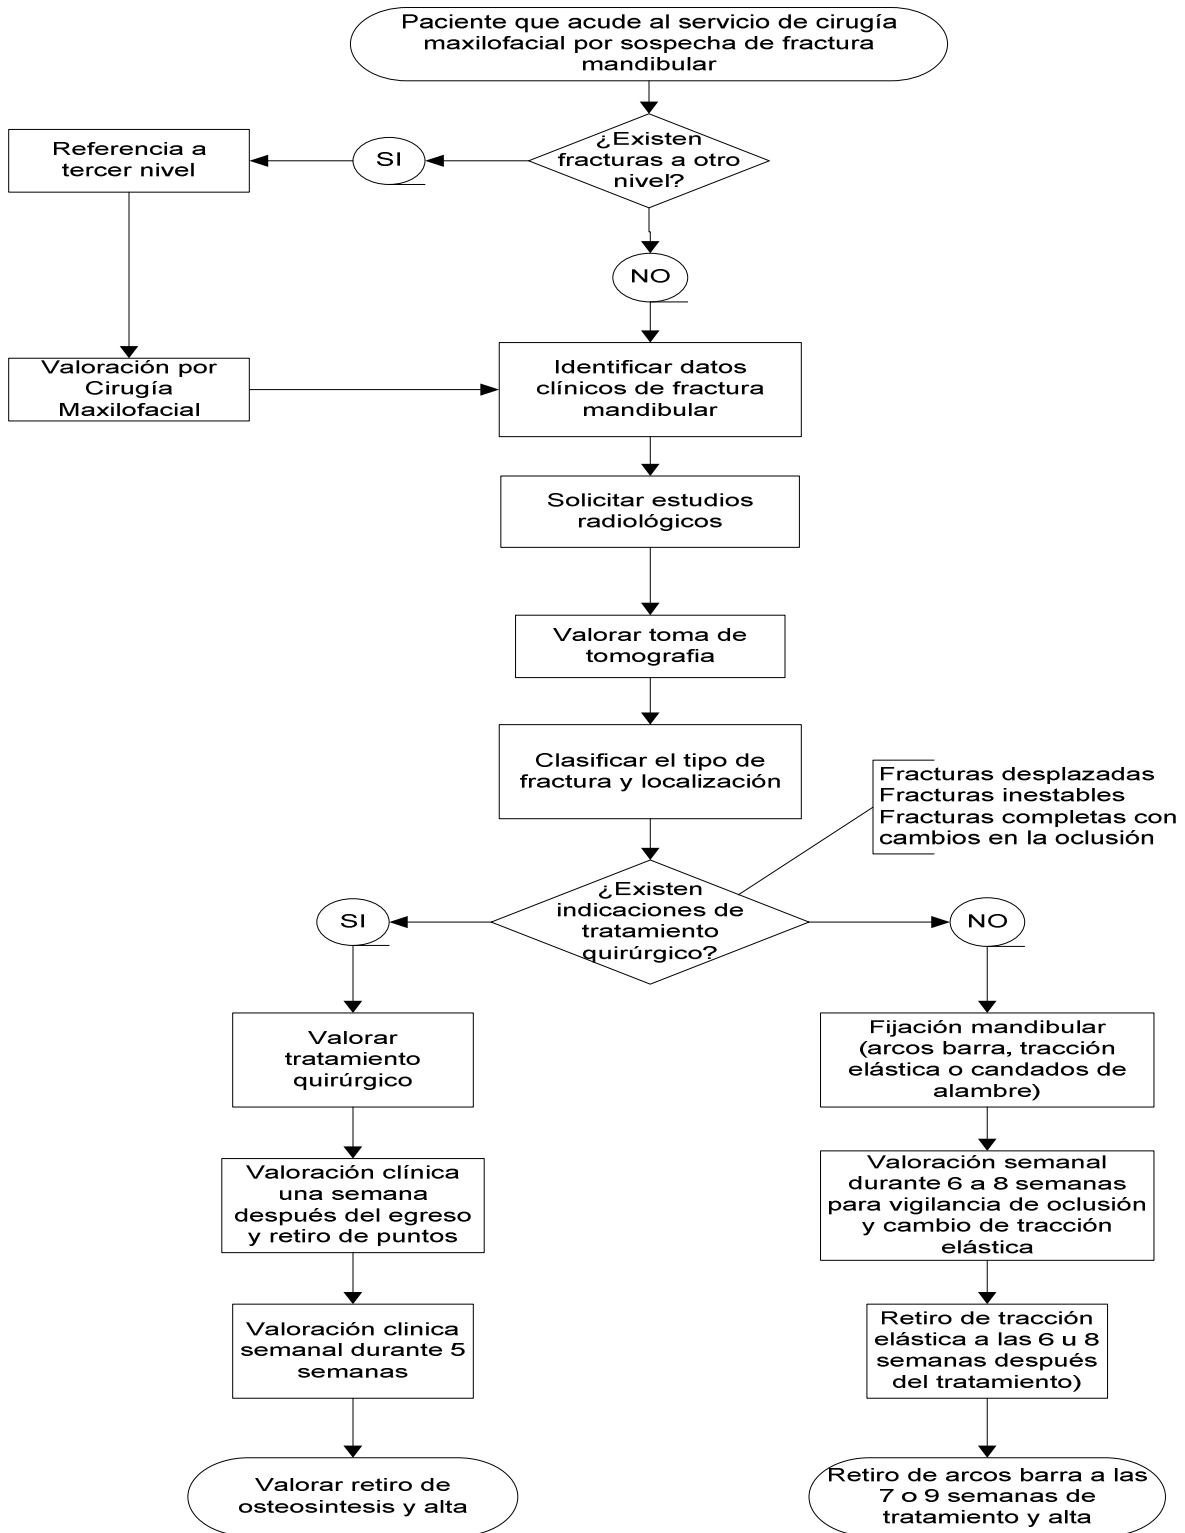 Paciente que acude al servicio de cirugía
maxilofacial por sospecha de fractura
mandibular
¿Existen
fracturas a otro
nivel?
SI
Referencia a
tercer nivel
NO
Valoración por
Cirugía
Maxilofacial
Identificar datos
clínicos de fractura
mandibular
Solicitar estudios
radiológicos
Valorar toma de
tomografia
Clasificar el tipo de
fractura y localización
Fracturas desplazadas
Fracturas inestables
Fracturas completas con
cambios en la oclusión
¿Existen
indicaciones de
tratamiento
quirúrgico?
SI
NO
Valorar
tratamiento
quirúrgico
Valoración clínica
una semana
después del egreso
y retiro de puntos
Valoración clinica
semanal durante 5
semanas
Valorar retiro de
osteosintesis y alta
Fijación mandibular
(arcos barra, tracción
elástica o candados de
alambre)
Valoración semanal
durante 6 a 8 semanas
para vigilancia de oclusión
y cambio de tracción
elástica
Retiro de tracción
elástica a las 6 u 8
semanas después
del tratamiento)
Retiro de arcos barra a las
7 o 9 semanas de
tratamiento y alta